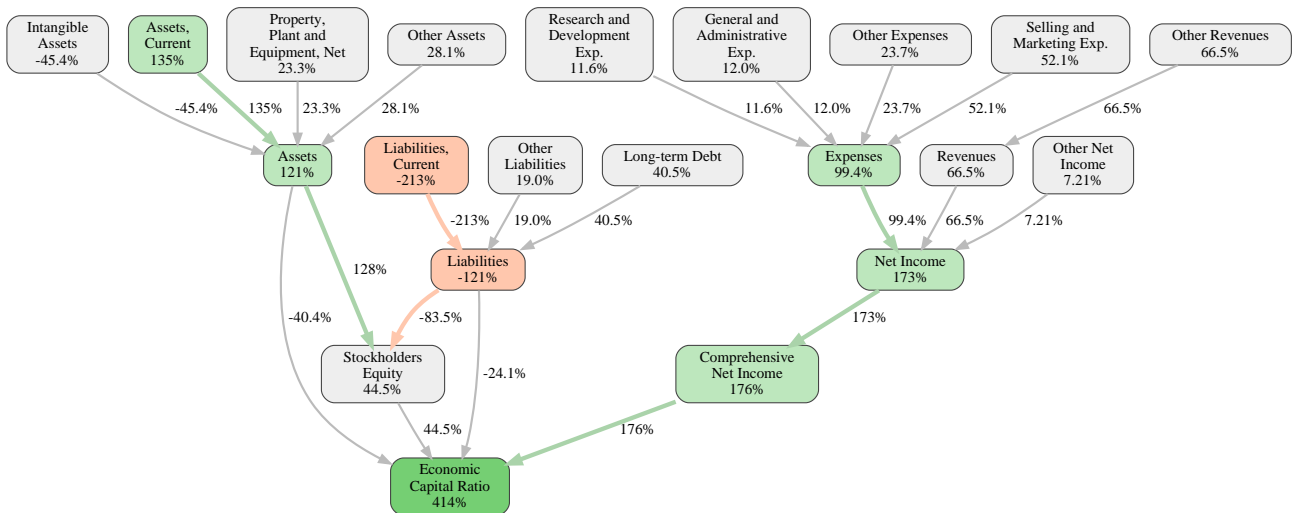 Intangible
Assets
-45.4%
Assets,
Current
135%
Property,
Plant and
Equipment, Net
23.3%
Other Assets
28.1%
Research and
Development
Exp.
11.6%
General and
Administrative
Exp.
12.0%
Other Expenses
23.7%
Selling and
Marketing Exp.
52.1%
Other Revenues
66.5%
-45.4%
135%
23.3%
28.1%
11.6%
12.0%
23.7%
52.1%
66.5%
Assets
121%
Liabilities,
Current
-213%
Other
Liabilities
19.0%
Long-term Debt
40.5%
Expenses
99.4%
Revenues
66.5%
Other Net
Income
7.21%
-213%
19.0%
40.5%
99.4%
66.5%
7.21%
Liabilities
-121%
Net Income
173%
128%
-40.4%
-83.5%
173%
Stockholders
Equity
44.5%
-24.1%
Comprehensive
Net Income
176%
44.5%
176%
Economic
Capital Ratio
414%